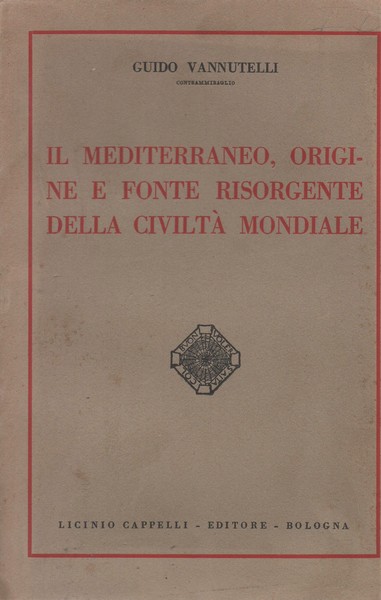 GUIDO VANNUTELLI
CONTRAMMIRAGLIO
IL MEDITERRANEO, ORIGI-
NE E FONTE RISORGENTE
DELLA CIVILTÀ MONDIALE
LICINIO CAPPELLI - EDITORE - BOLOGNA